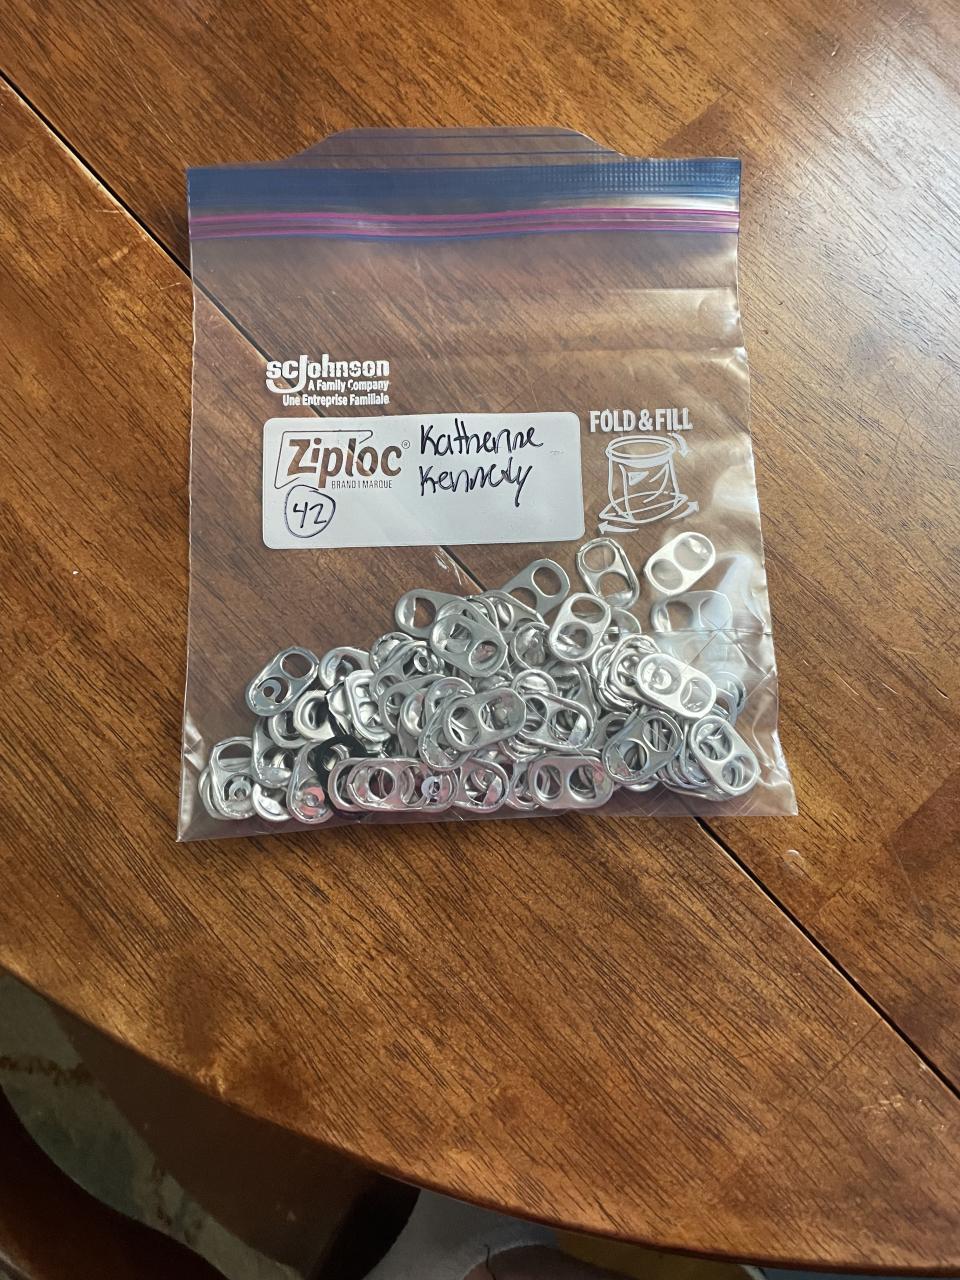 scJohnson
A Family Company
Une Entreprise Familiale
Ziploc®
BRAND | MARQUE
42
Katherine
Kennedy
FOLD & FILL